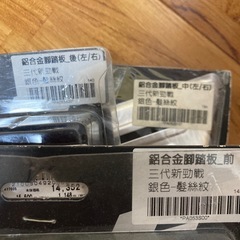 鋁合金腳踏板_後(左/右)
三代新勁戰
銀色-髮絲紋
鋁合金腳踏板_中(左/右)
三代新勁戰
銀色-髮絲紋
鋁合金腳踏板_前
三代新勁戰
銀色-髮絲紋
14,352